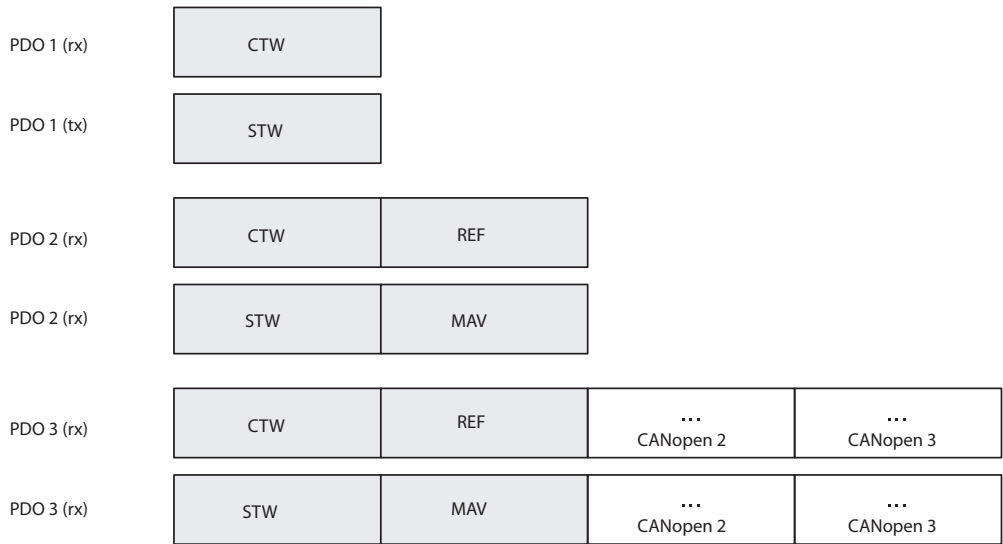 PDO 1 (rx) CTW
PDO 1 (tx) STW
PDO 2 (rx) CTW REF
PDO 2 (rx) STW MAV
PDO 3 (rx) CTW REF ... CANopen 2 ... CANopen 3
PDO 3 (rx) STW MAV ... CANopen 2 ... CANopen 3